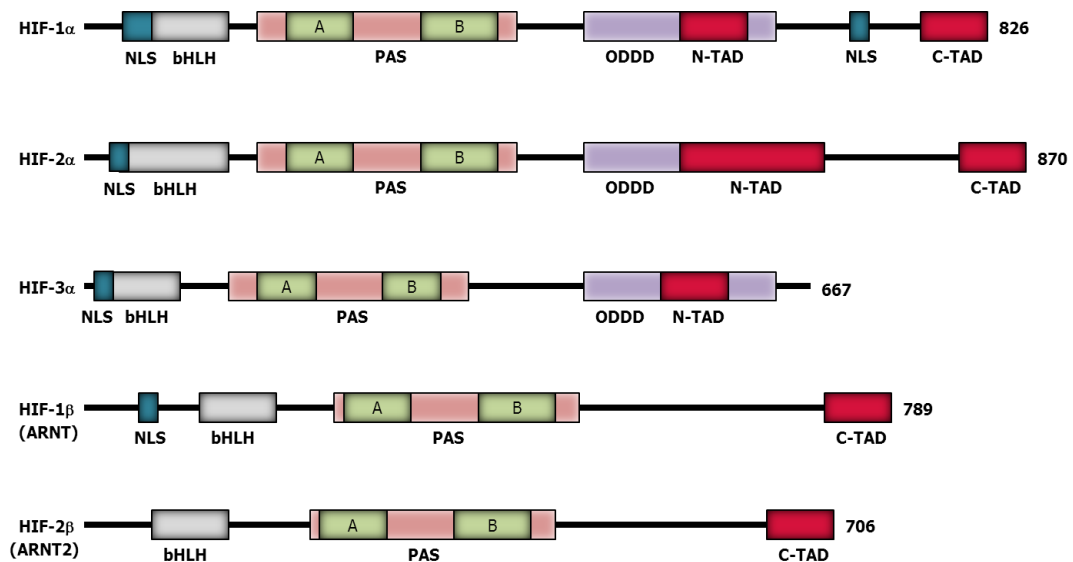 HIF-1α A B 826
NLS bHLH PAS ODDD N-TAD NLS C-TAD
HIF-2α A B 870
NLS bHLH PAS ODDD N-TAD C-TAD
HIF-3α A B 667
NLS bHLH PAS ODDD N-TAD
HIF-1β A B 789
(ARNT) NLS bHLH PAS C-TAD
HIF-2β A B 706
(ARNT2) bHLH PAS C-TAD